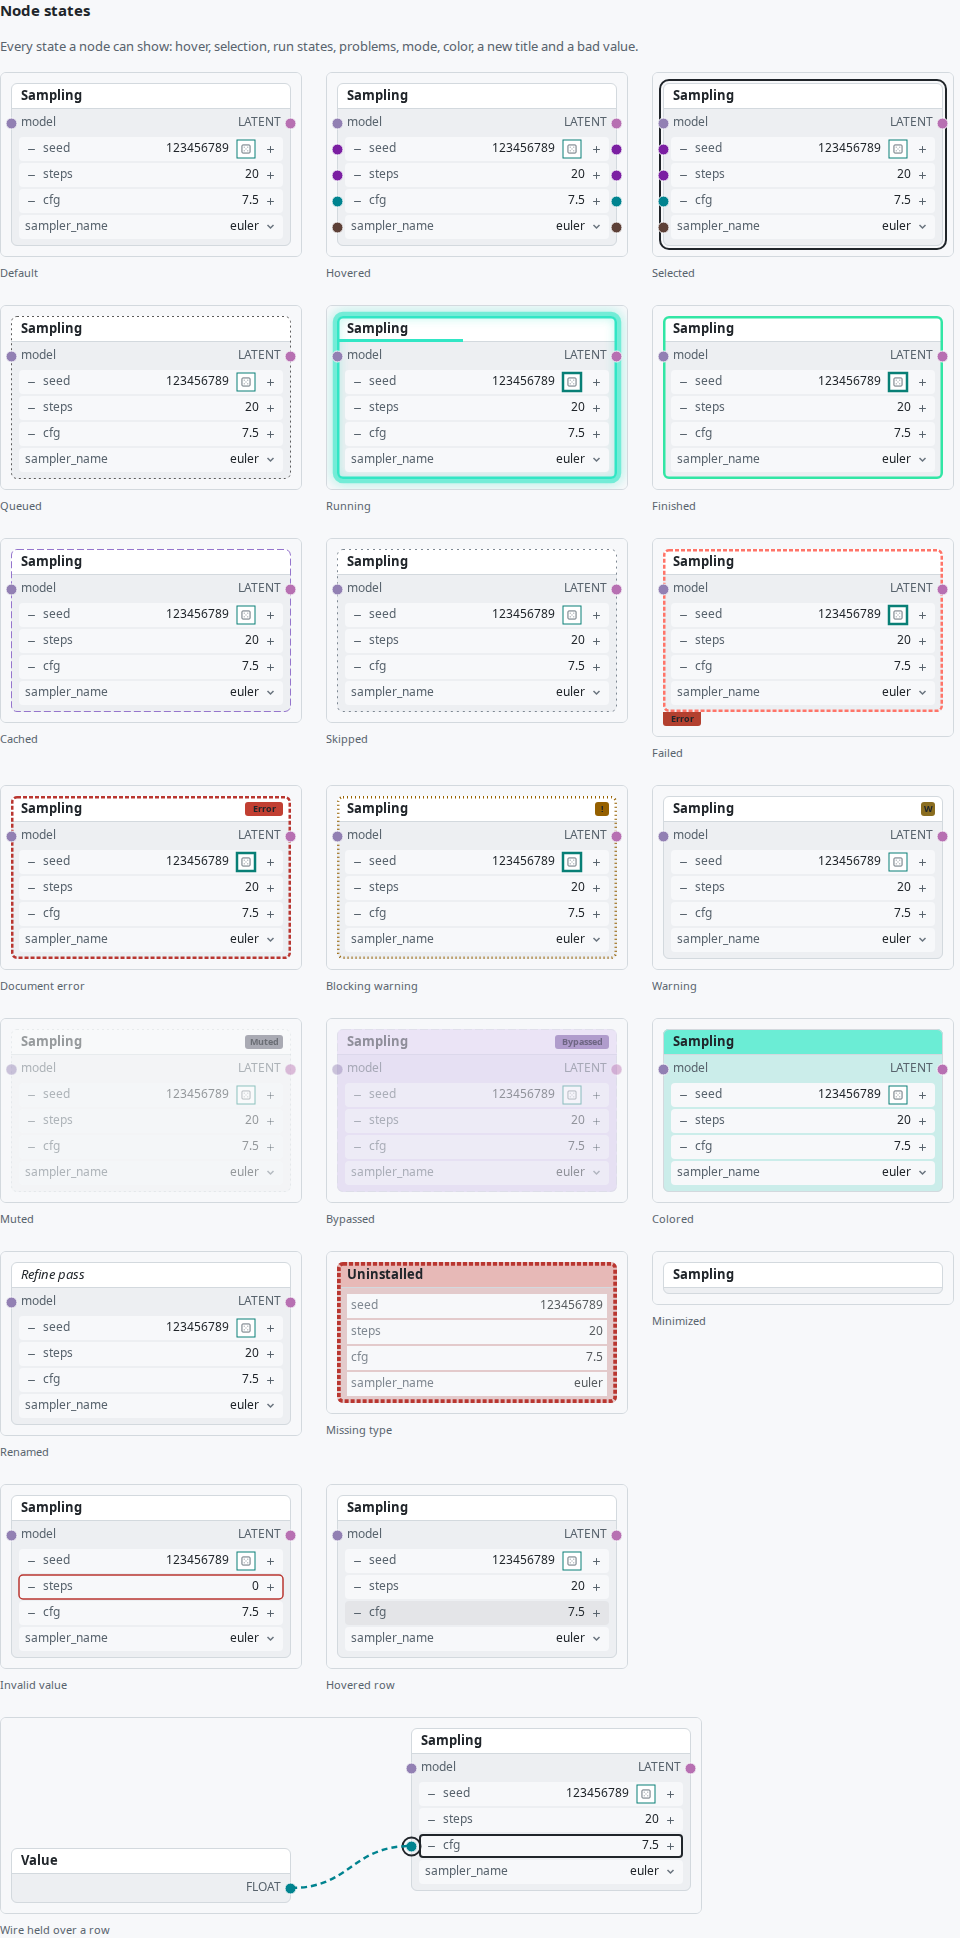 Node states
Every state a node can show: hover, selection, run states, problems, mode, color, a new title and a bad value.
Sampling
model LATENT
− seed 123456789 +
− steps 20 +
− cfg 7.5 +
sampler_name euler
Default
Sampling
model LATENT
− seed 123456789 +
− steps 20 +
− cfg 7.5 +
sampler_name euler
Hovered
Sampling
model LATENT
− seed 123456789 +
− steps 20 +
− cfg 7.5 +
sampler_name euler
Selected
Sampling
model LATENT
− seed 123456789 +
− steps 20 +
− cfg 7.5 +
sampler_name euler
Queued
Sampling
model LATENT
− seed 123456789 +
− steps 20 +
− cfg 7.5 +
sampler_name euler
Running
Sampling
model LATENT
− seed 123456789 +
− steps 20 +
− cfg 7.5 +
sampler_name euler
Finished
Sampling
model LATENT
− seed 123456789 +
− steps 20 +
− cfg 7.5 +
sampler_name euler
Cached
Sampling
model LATENT
− seed 123456789 +
− steps 20 +
− cfg 7.5 +
sampler_name euler
Skipped
Sampling
model LATENT
− seed 123456789 +
− steps 20 +
− cfg 7.5 +
sampler_name euler
Error
Failed
Sampling Error
model LATENT
− seed 123456789 +
− steps 20 +
− cfg 7.5 +
sampler_name euler
Document error
Sampling !
model LATENT
− seed 123456789 +
− steps 20 +
− cfg 7.5 +
sampler_name euler
Blocking warning
Sampling W
model LATENT
− seed 123456789 +
− steps 20 +
− cfg 7.5 +
sampler_name euler
Warning
Sampling Muted
model LATENT
− seed 123456789 +
− steps 20 +
− cfg 7.5 +
sampler_name euler
Muted
Sampling Bypassed
model LATENT
− seed 123456789 +
− steps 20 +
− cfg 7.5 +
sampler_name euler
Bypassed
Sampling
model LATENT
− seed 123456789 +
− steps 20 +
− cfg 7.5 +
sampler_name euler
Colored
Refine pass
model LATENT
− seed 123456789 +
− steps 20 +
− cfg 7.5 +
sampler_name euler
Renamed
Uninstalled
seed 123456789
steps 20
cfg 7.5
sampler_name euler
Missing type
Sampling
Minimized
Sampling
model LATENT
− seed 123456789 +
− steps 0 +
− cfg 7.5 +
sampler_name euler
Invalid value
Sampling
model LATENT
− seed 123456789 +
− steps 20 +
− cfg 7.5 +
sampler_name euler
Hovered row
Sampling
model LATENT
− seed 123456789 +
− steps 20 +
− cfg 7.5 +
sampler_name euler
Value
FLOAT
Wire held over a row